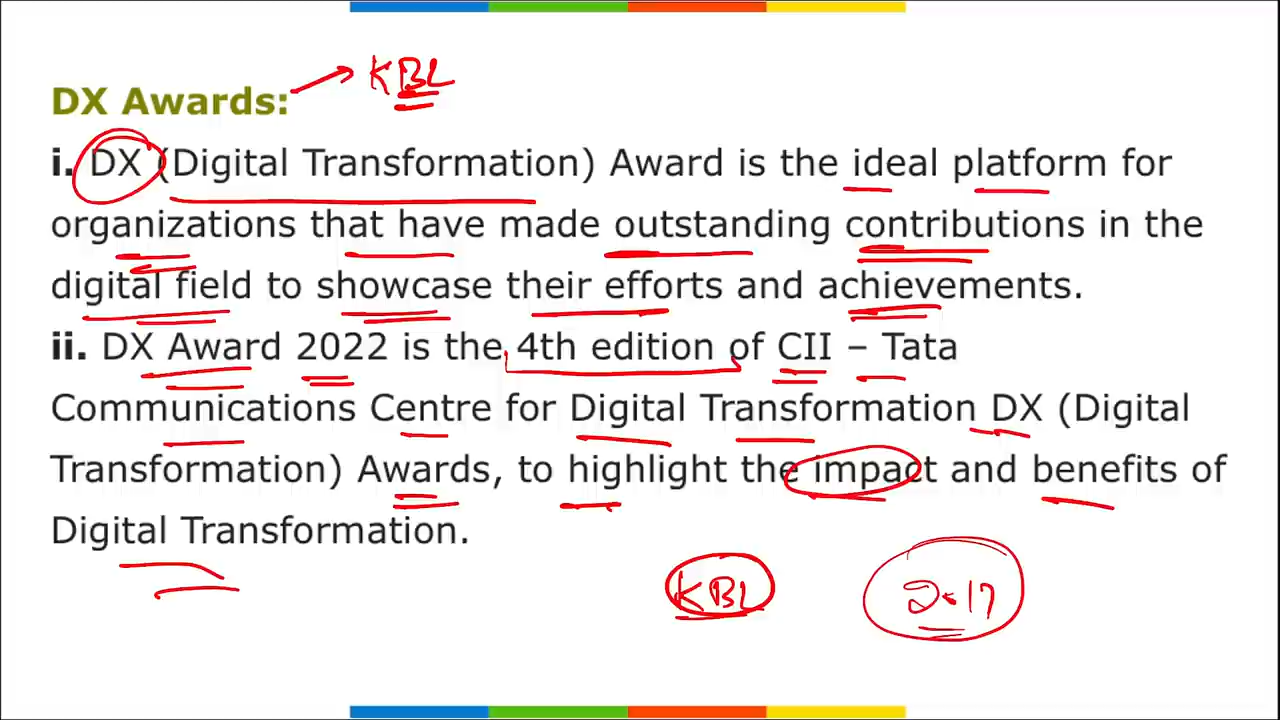 KBL
DX Awards:
i. DX (Digital Transformation) Award is the ideal platform for
organizations that have made outstanding contributions in the
digital field to showcase their efforts and achievements.
ii. DX Award 2022 is the 4th edition of CII – Tata
Communications Centre for Digital Transformation DX (Digital
Transformation) Awards, to highlight the impact and benefits of
Digital Transformation.
KBL 2017